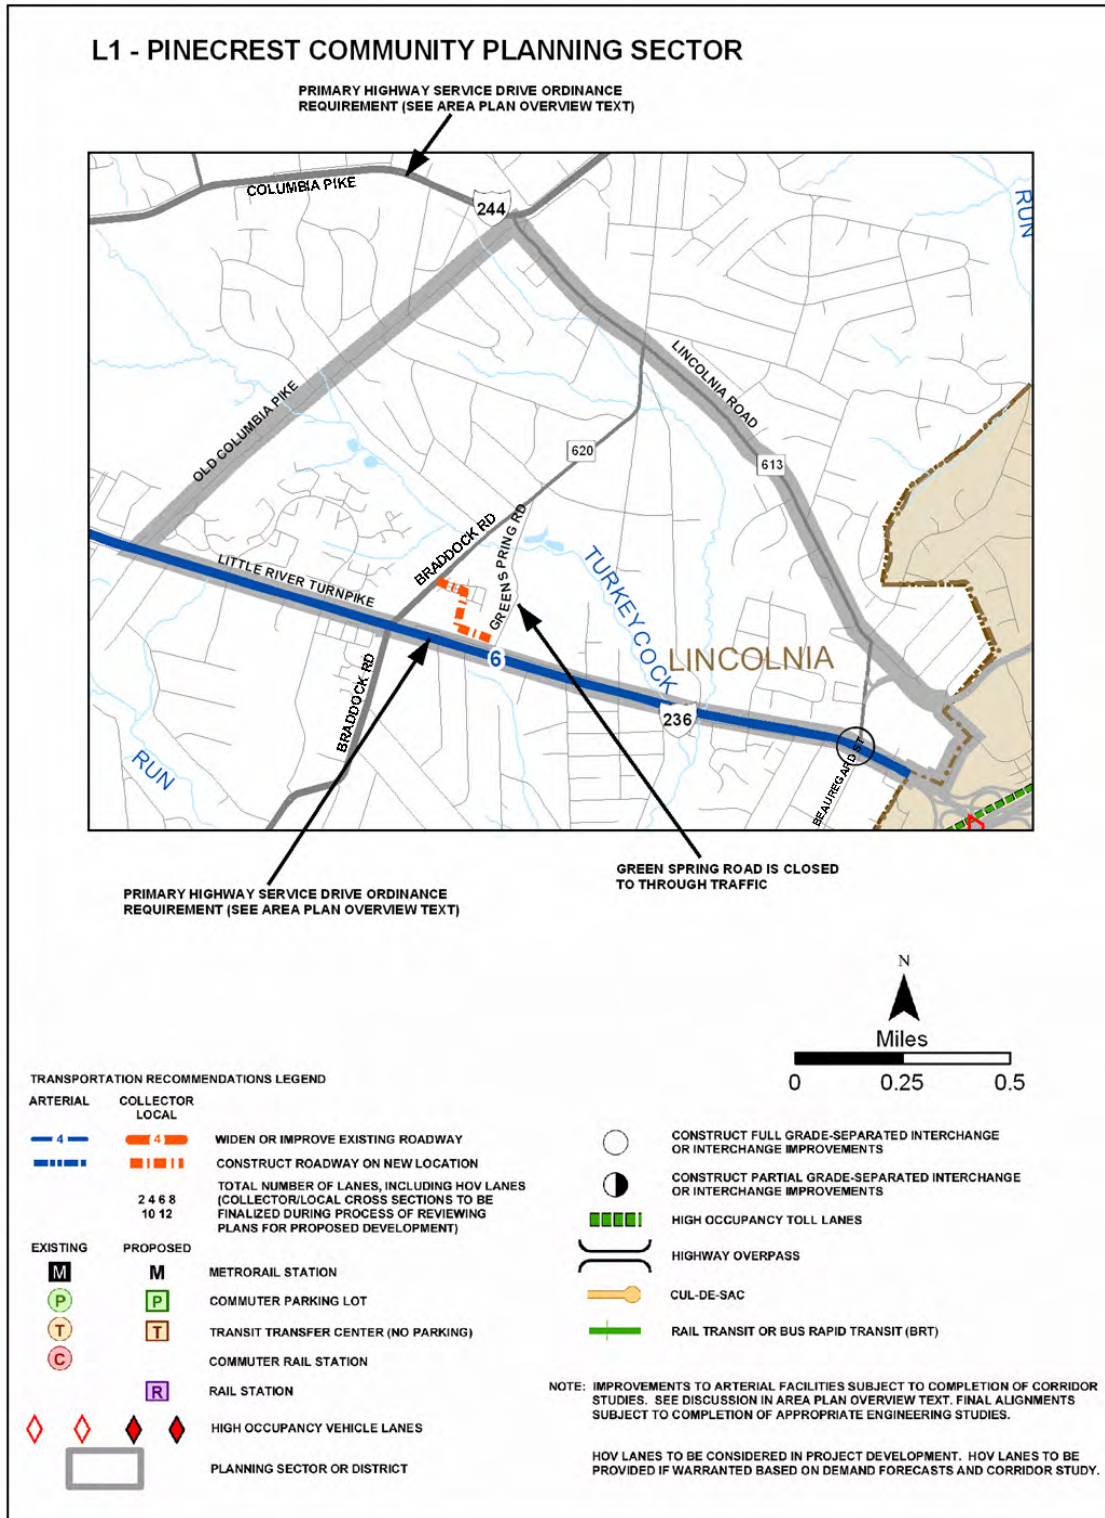 L1 - PINECREST COMMUNITY PLANNING SECTOR
PRIMARY HIGHWAY SERVICE DRIVE ORDINANCE
REQUIREMENT (SEE AREA PLAN OVERVIEW TEXT)
COLUMBIA PIKE
244
RUN
OLD COLUMBIA PIKE
LINCOLNIA ROAD
620
613
BRADDOCK RD
GREEN SPRING RD
LITTLE RIVER TURNPIKE
TURKEYCOCK
LINCOLNIA
6
236
BRADDOCK RD
RUN
BEAUREGARD ST
GREEN SPRING ROAD IS CLOSED
TO THROUGH TRAFFIC
PRIMARY HIGHWAY SERVICE DRIVE ORDINANCE
REQUIREMENT (SEE AREA PLAN OVERVIEW TEXT)
N
Miles
0 0.25 0.5
TRANSPORTATION RECOMMENDATIONS LEGEND
ARTERIAL COLLECTOR
LOCAL
4 4 WIDEN OR IMPROVE EXISTING ROADWAY
CONSTRUCT ROADWAY ON NEW LOCATION
TOTAL NUMBER OF LANES, INCLUDING HOV LANES
2 4 6 8 (COLLECTOR/LOCAL CROSS SECTIONS TO BE
10 12 FINALIZED DURING PROCESS OF REVIEWING
PLANS FOR PROPOSED DEVELOPMENT)
EXISTING PROPOSED
M M METRORAIL STATION
P P COMMUTER PARKING LOT
T T TRANSIT TRANSFER CENTER (NO PARKING)
C COMMUTER RAIL STATION
R RAIL STATION
HIGH OCCUPANCY VEHICLE LANES
PLANNING SECTOR OR DISTRICT
CONSTRUCT FULL GRADE-SEPARATED INTERCHANGE
OR INTERCHANGE IMPROVEMENTS
CONSTRUCT PARTIAL GRADE-SEPARATED INTERCHANGE
OR INTERCHANGE IMPROVEMENTS
HIGH OCCUPANCY TOLL LANES
HIGHWAY OVERPASS
CUL-DE-SAC
RAIL TRANSIT OR BUS RAPID TRANSIT (BRT)
NOTE: IMPROVEMENTS TO ARTERIAL FACILITIES SUBJECT TO COMPLETION OF CORRIDOR
STUDIES. SEE DISCUSSION IN AREA PLAN OVERVIEW TEXT. FINAL ALIGNMENTS
SUBJECT TO COMPLETION OF APPROPRIATE ENGINEERING STUDIES.
HOV LANES TO BE CONSIDERED IN PROJECT DEVELOPMENT. HOV LANES TO BE
PROVIDED IF WARRANTED BASED ON DEMAND FORECASTS AND CORRIDOR STUDY.